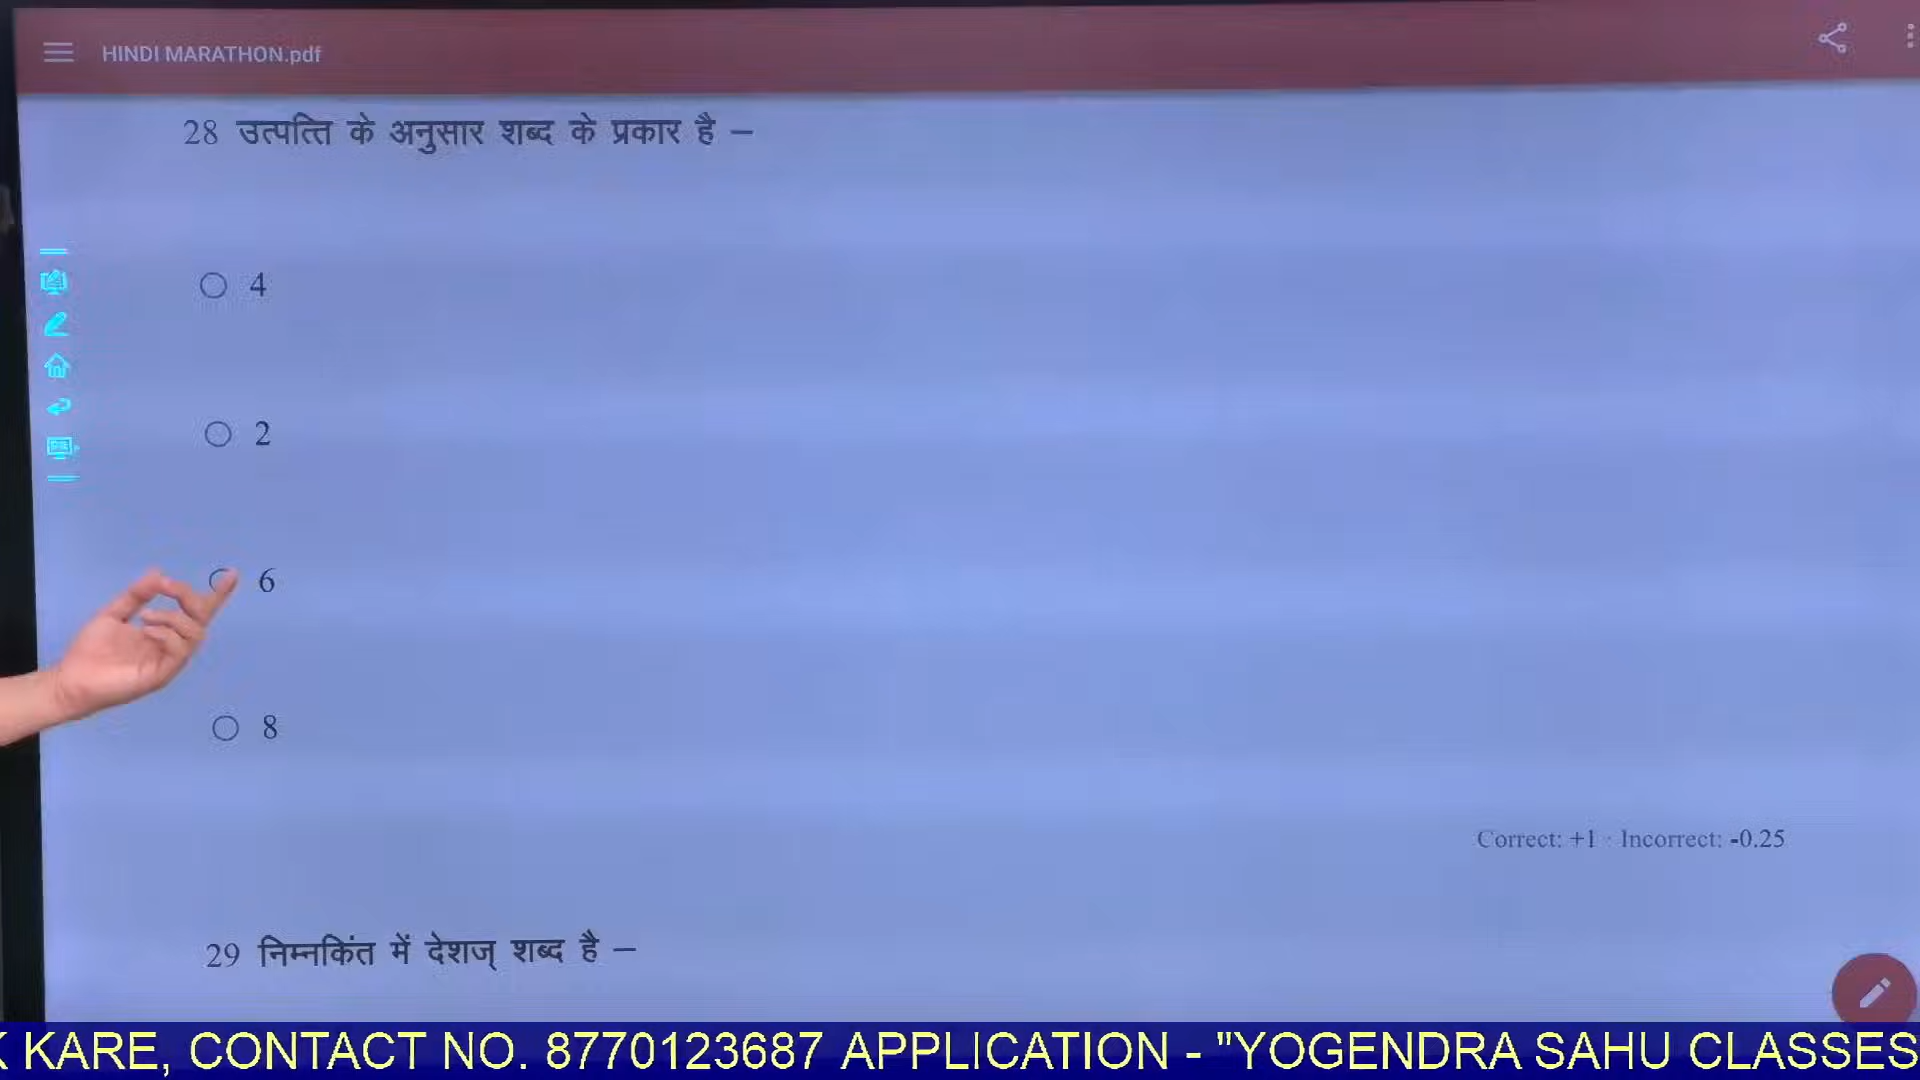 HINDI MARATHON.pdf
28 उत्पत्ति के अनुसार शब्द के प्रकार है –
4
2
6
8
Correct: +1 · Incorrect: -0.25
29 निम्नकिंत में देशज् शब्द है –
K KARE, CONTACT NO. 8770123687 APPLICATION - "YOGENDRA SAHU CLASSES